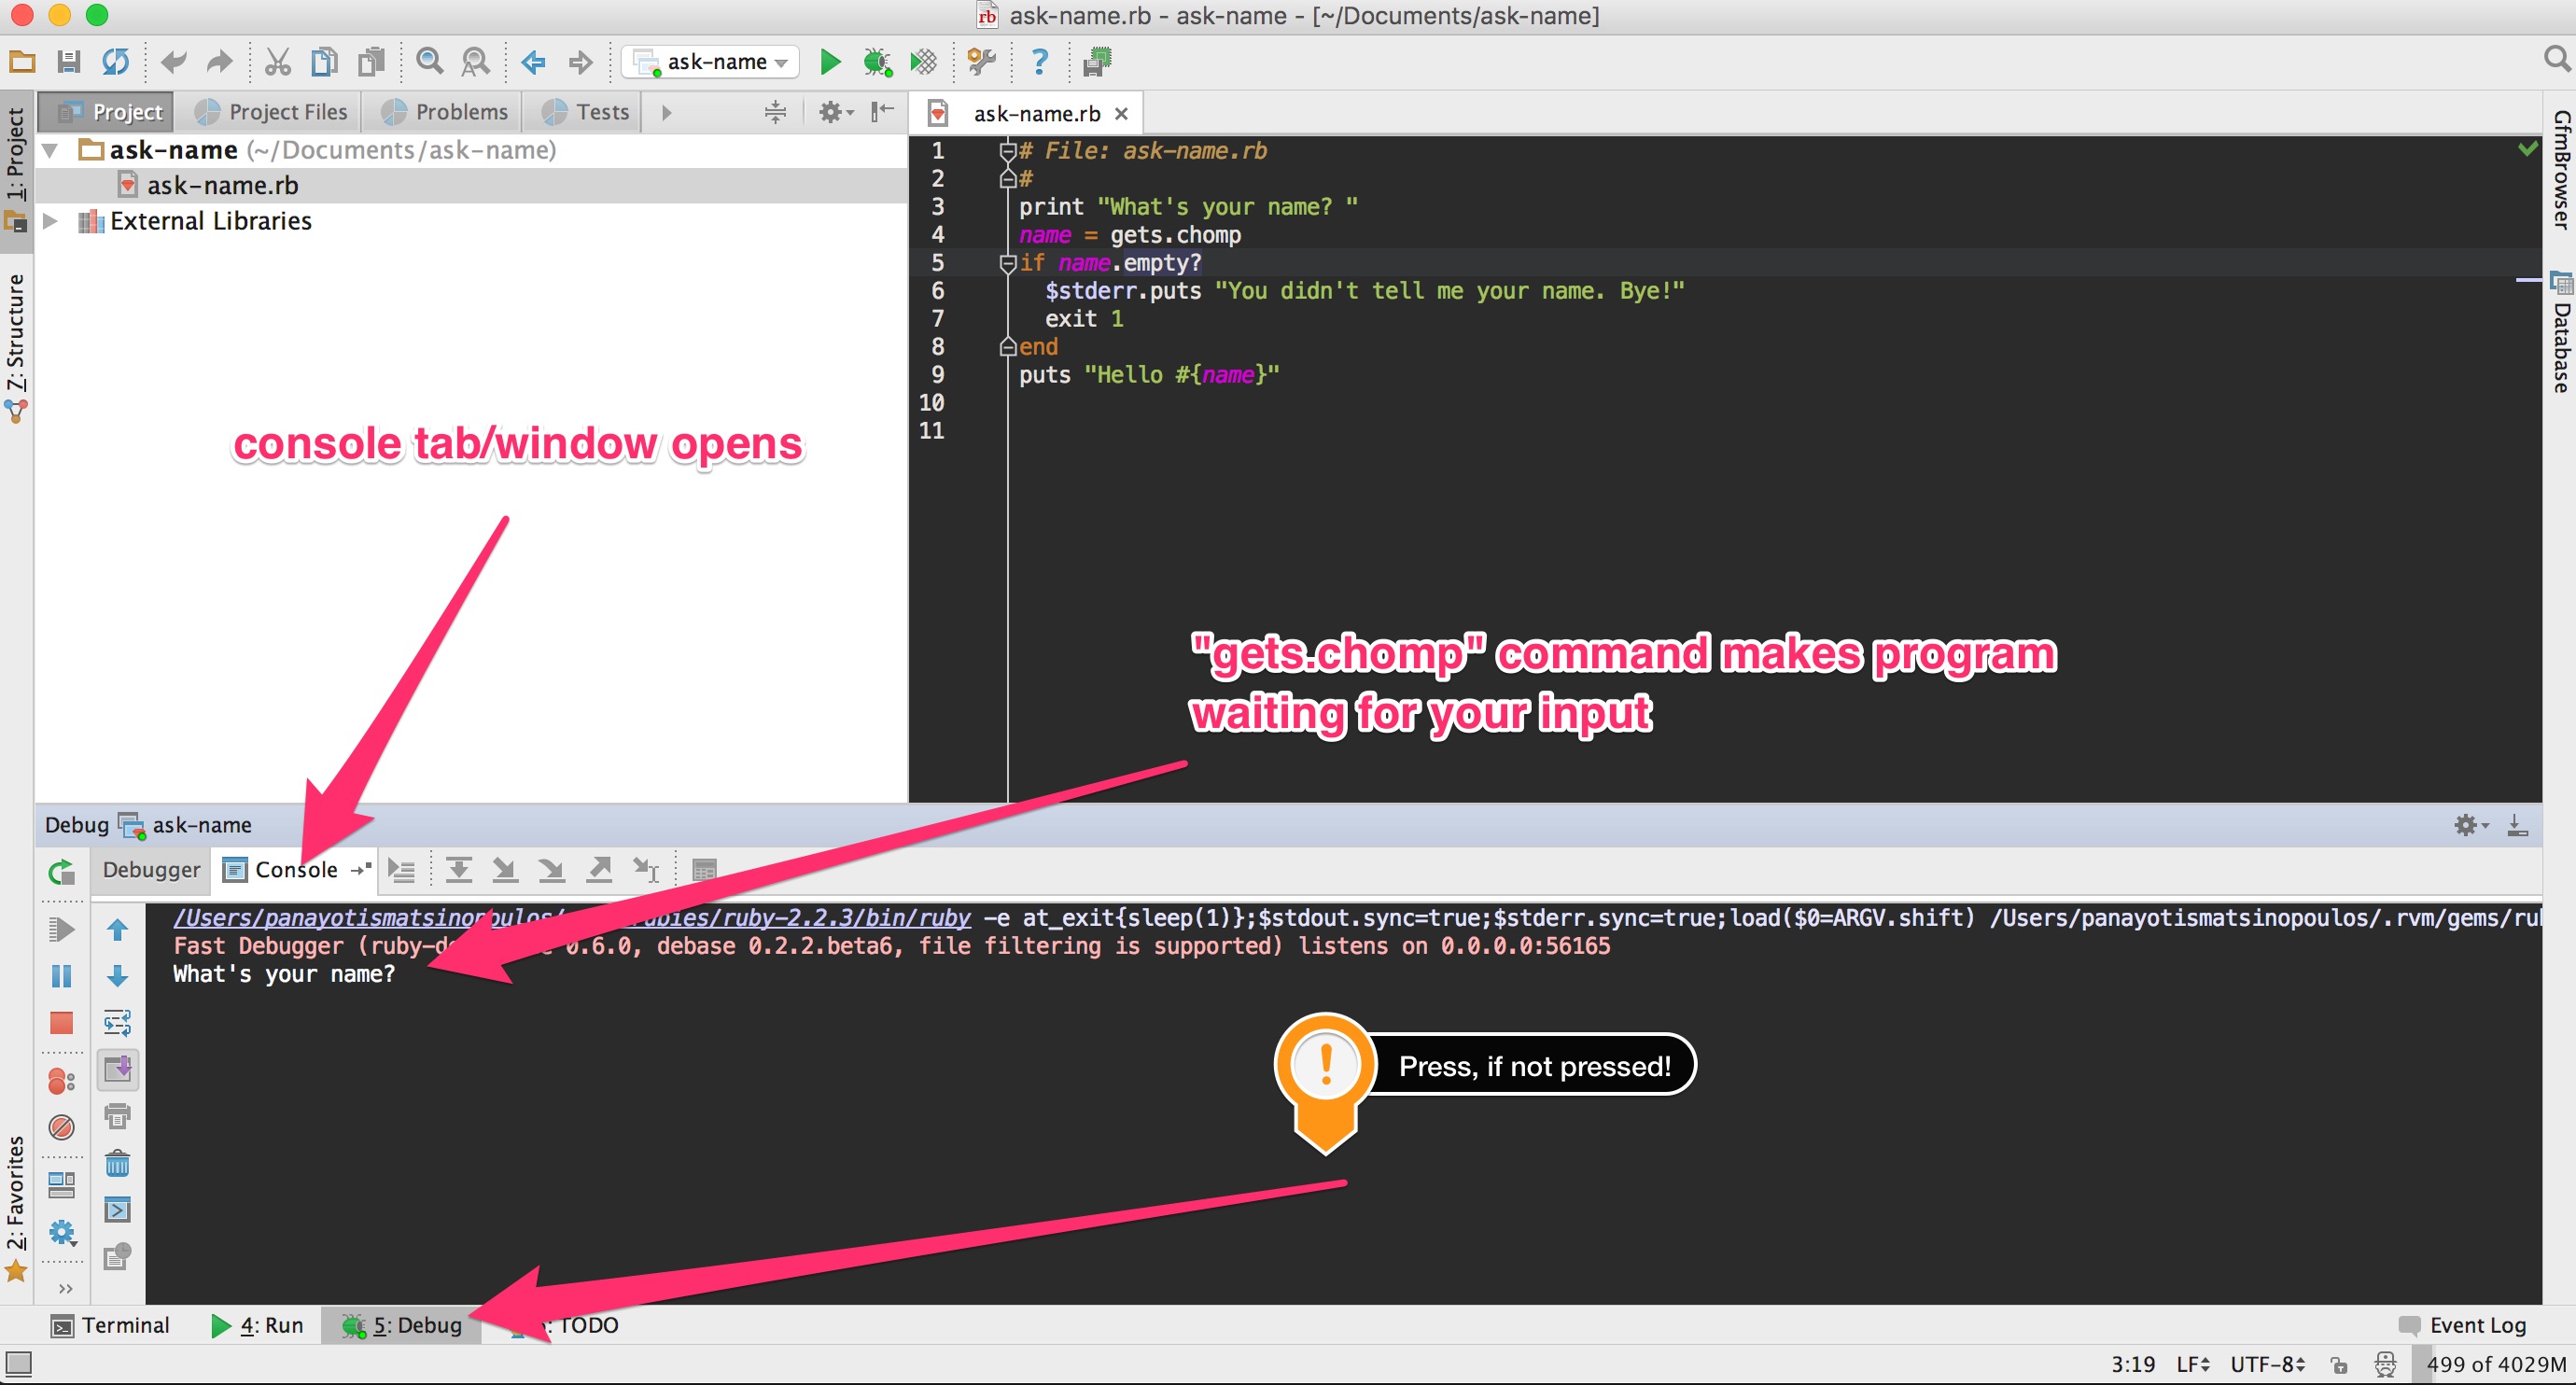 ask-name.rb - ask-name - [~/Documents/ask-name]
ask-name
1: Project
Project
Project Files
Problems
Tests
ask-name.rb
GfmBrowser
ask-name (~/Documents/ask-name)
ask-name.rb
External Libraries
1 # File: ask-name.rb
2 #
3 print "What's your name? "
4 name = gets.chomp
5 if name.empty?
6 $stderr.puts "You didn't tell me your name. Bye!"
7 exit 1
8 end
9 puts "Hello #{name}"
10
11
7: Structure
Database
console tab/window opens
"gets.chomp" command makes program
waiting for your input
Debug ask-name
Debugger
Console
/Users/panayotismatsinopoulos/ /ruby-2.2.3/bin/ruby -e at_exit{sleep(1)};$stdout.sync=true;$stderr.sync=true;load($0=ARGV.shift) /Users/panayotismatsinopoulos/.rvm/gems/ru
Fast Debugger (ruby- 0.6.0, debase 0.2.2.beta6, file filtering is supported) listens on 0.0.0.0:56165
What's your name?
! Press, if not pressed!
2: Favorites
Terminal
4: Run
5: Debug
: TODO
Event Log
3:19 LF UTF-8 499 of 4029M